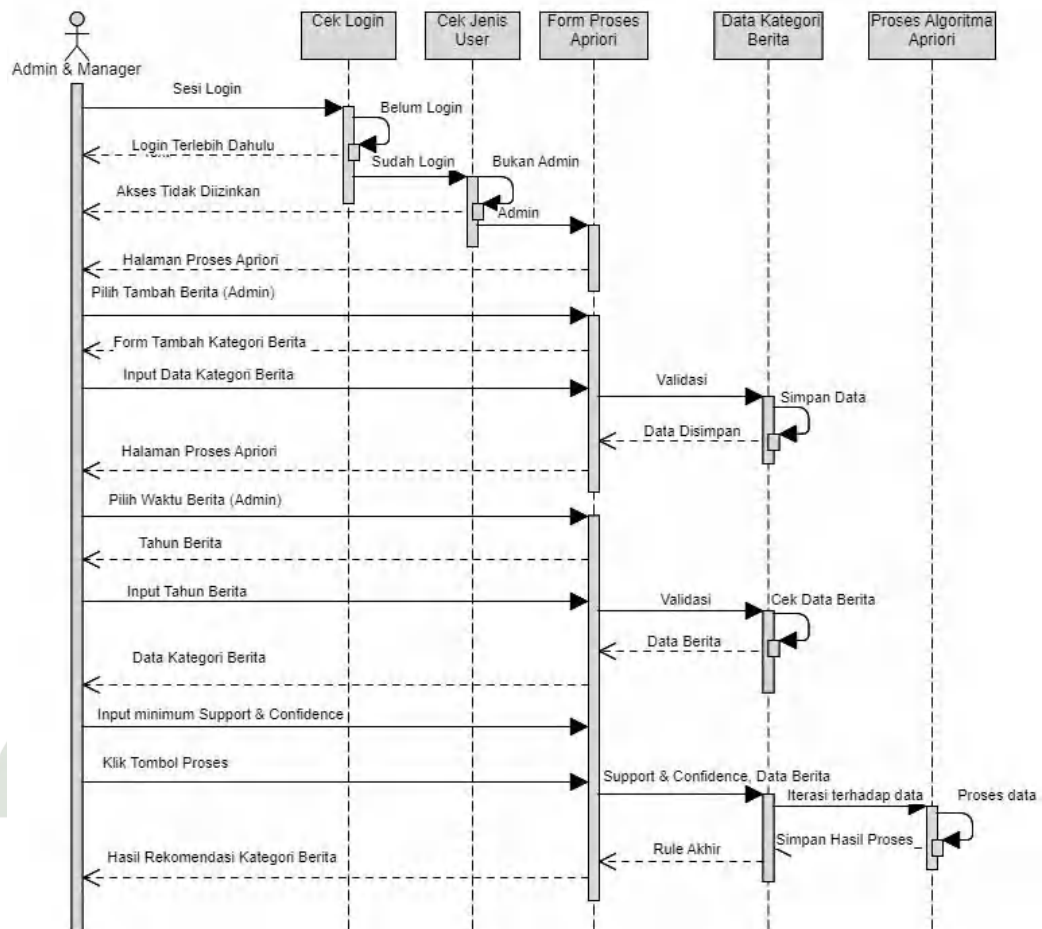 Cek Login
Cek Jenis
User
Form Proses
Apriori
Data Kategori
Berita
Proses Algoritma
Apriori
Admin & Manager
Sesi Login
Belum Login
Login Terlebih Dahulu
Sudah Login
Bukan Admin
Akses Tidak Diizinkan
Admin
Halaman Proses Apriori
Pilih Tambah Berita (Admin)
Form Tambah Kategori Berita
Input Data Kategori Berita
Validasi
Simpan Data
Data Disimpan
Halaman Proses Apriori
Pilih Waktu Berita (Admin)
Tahun Berita
Input Tahun Berita
Validasi
Cek Data Berita
Data Berita
Data Kategori Berita
Input minimum Support & Confidence
Klik Tombol Proses
Support & Confidence, Data Berita
Iterasi terhadap data
Proses data
Simpan Hasil Proses
Rule Akhir
Hasil Rekomendasi Kategori Berita